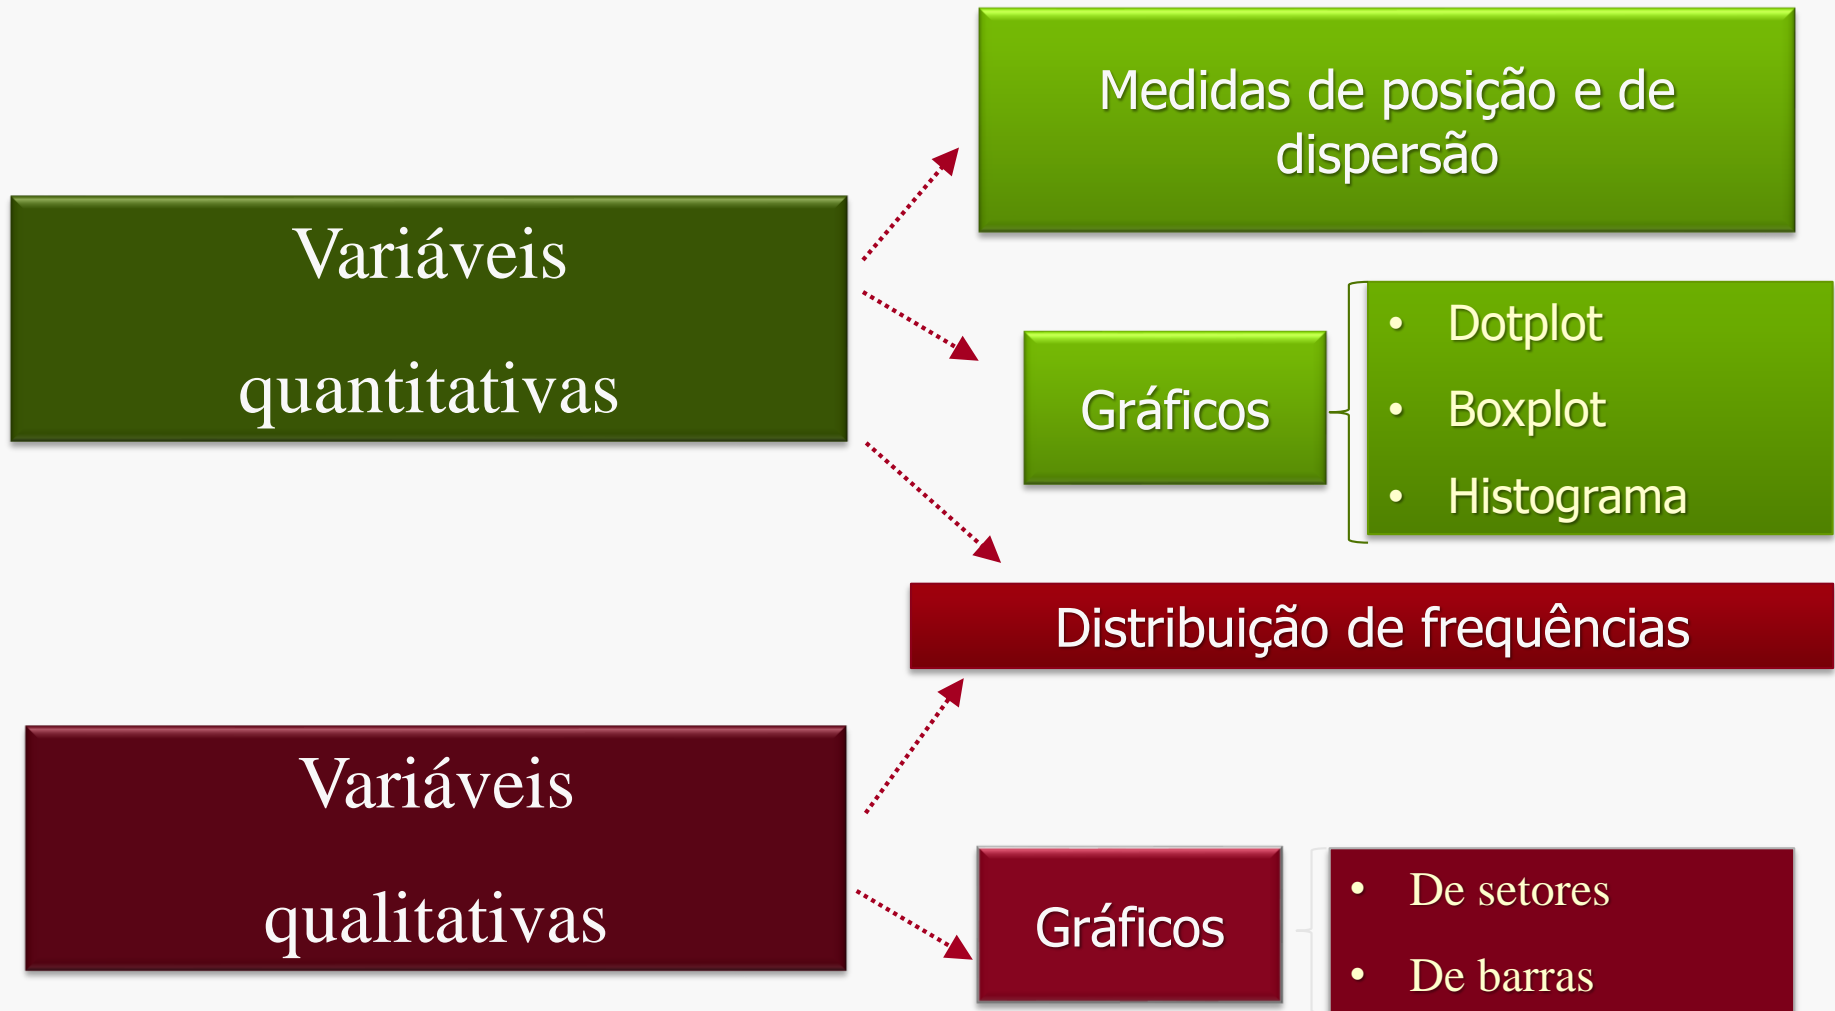 Medidas de posição e de
dispersão
Variáveis
quantitativas
Gráficos
• Dotplot
• Boxplot
• Histograma
Distribuição de frequências
Variáveis
qualitativas
Gráficos
• De setores
• De barras